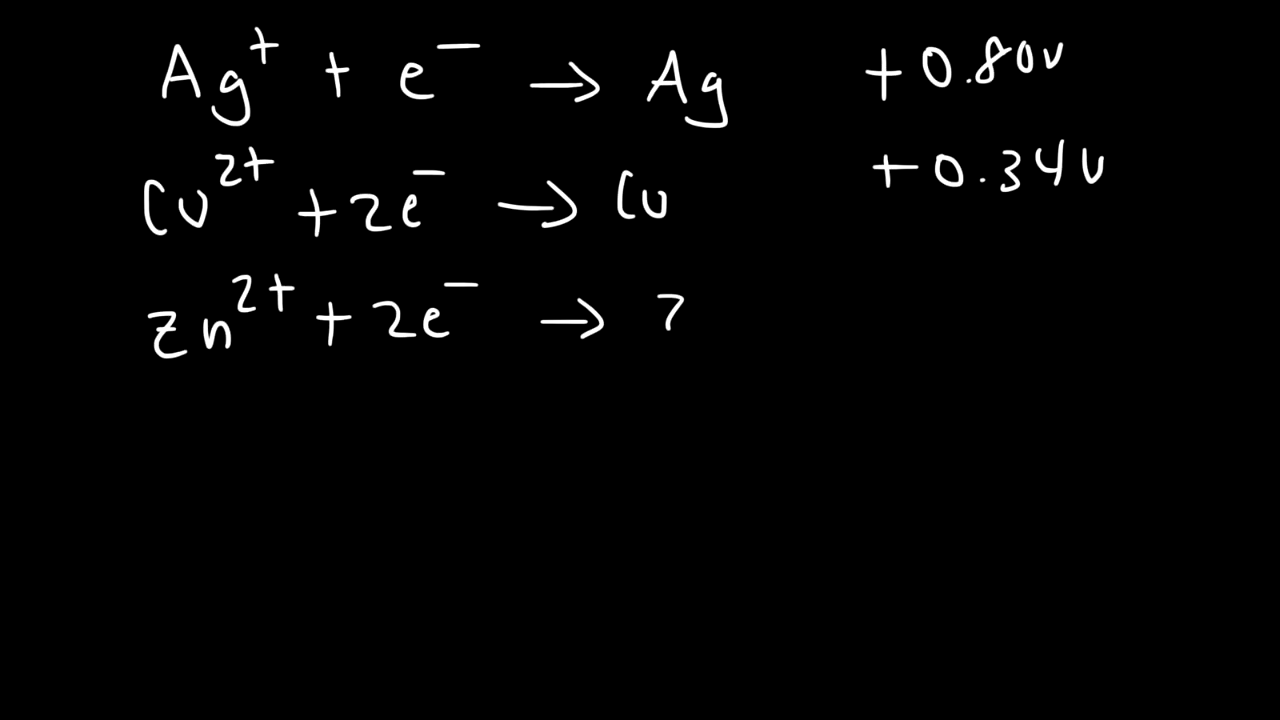 Ag⁺ + e⁻ → Ag +0.80v
Cu²⁺ + 2e⁻ → Cu +0.34v
Zn²⁺ + 2e⁻ →